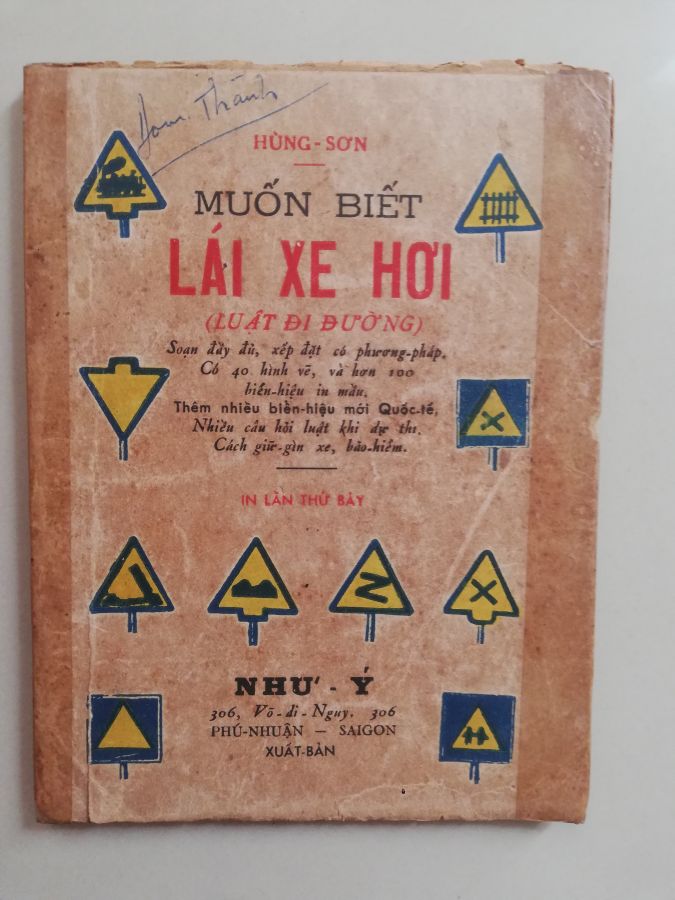 Thành
HÙNG-SƠN
MUỐN BIẾT
LÁI XE HƠI
(LUẬT ĐI ĐƯỜNG)
Soạn đầy đủ, xếp đặt có phương-pháp.
Có 40 hình vẽ, và hơn 100
biển-hiệu in mầu.
Thêm nhiều biển-hiệu mới Quốc-tế,
Nhiều câu hỏi luật khi dự thi.
Cách giữ-gìn xe, bảo-hiểm.
IN LẦN THỨ BẢY
NHƯ-Ý
306, Võ-di-Nguy. 306
PHÚ-NHUẬN – SAIGON
XUẤT-BẢN